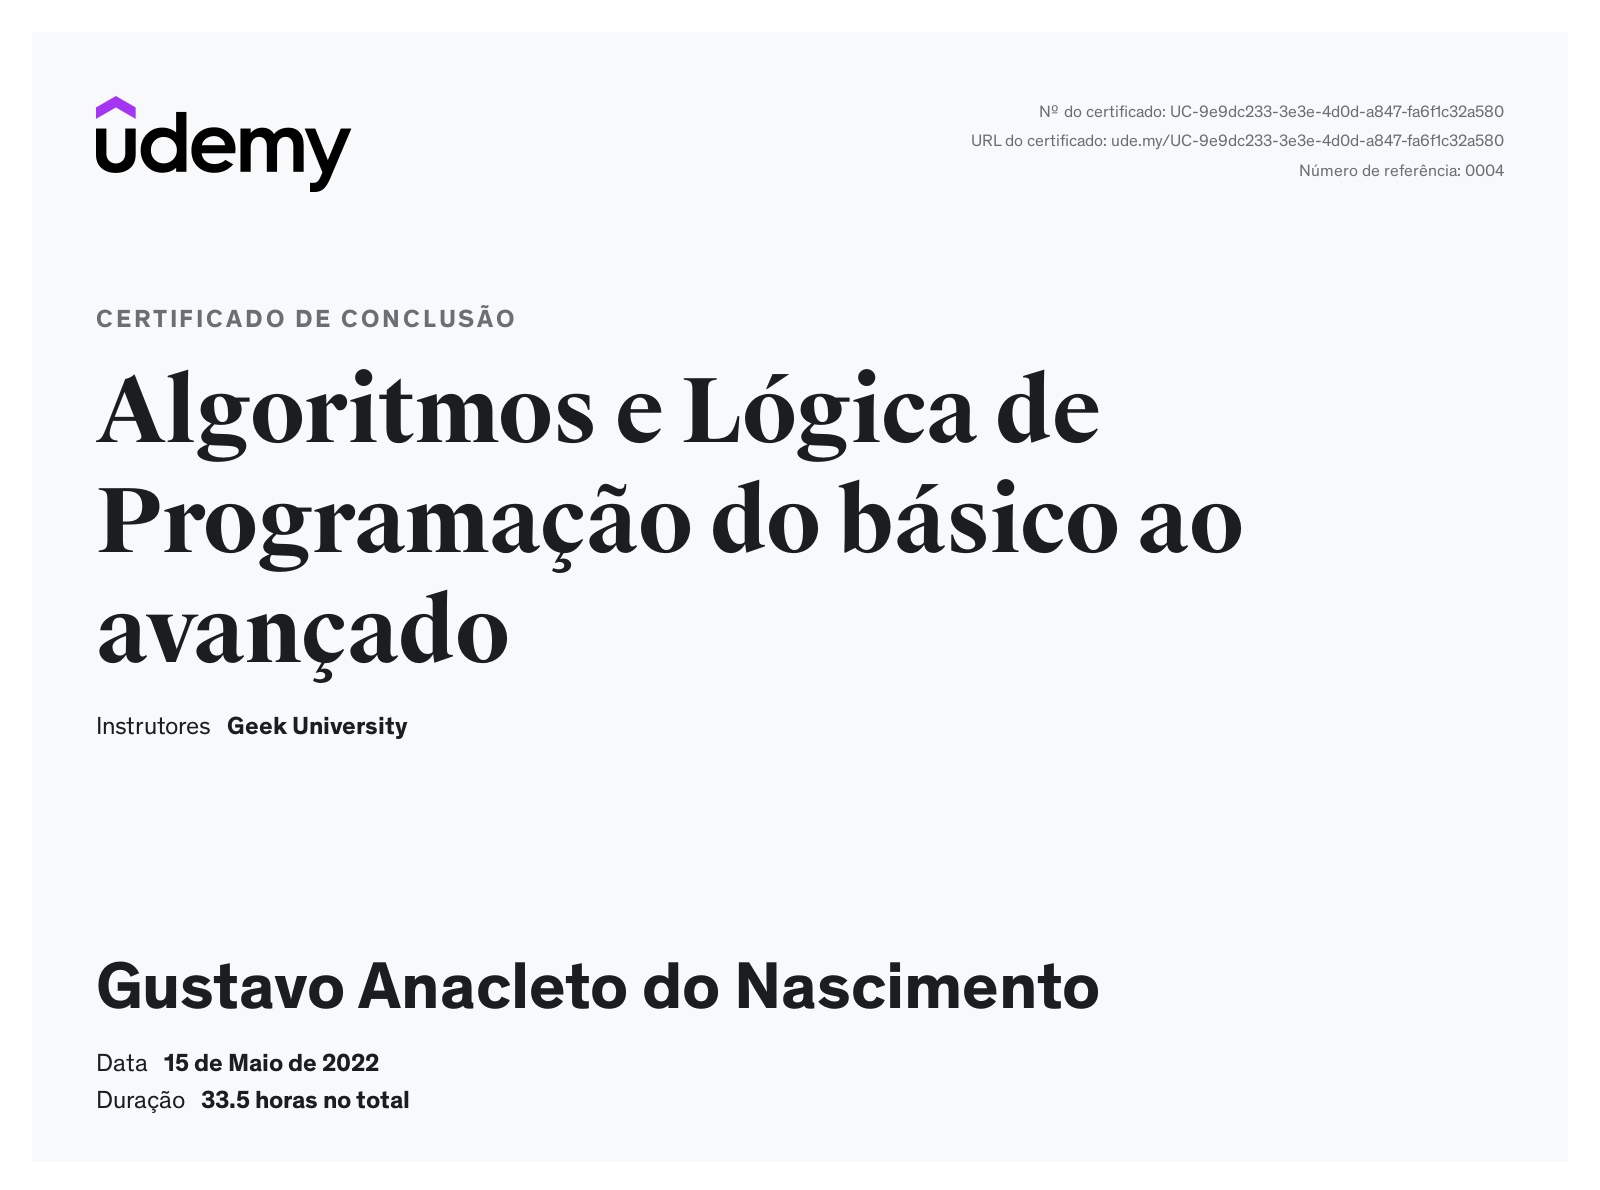 udemy
Nº do certificado: UC-9e9dc233-3e3e-4d0d-a847-fa6f1c32a580
URL do certificado: ude.my/UC-9e9dc233-3e3e-4d0d-a847-fa6f1c32a580
Número de referência: 0004
CERTIFICADO DE CONCLUSÃO
Algoritmos e Lógica de
Programação do básico ao
avançado
Instrutores Geek University
Gustavo Anacleto do Nascimento
Data 15 de Maio de 2022
Duração 33.5 horas no total